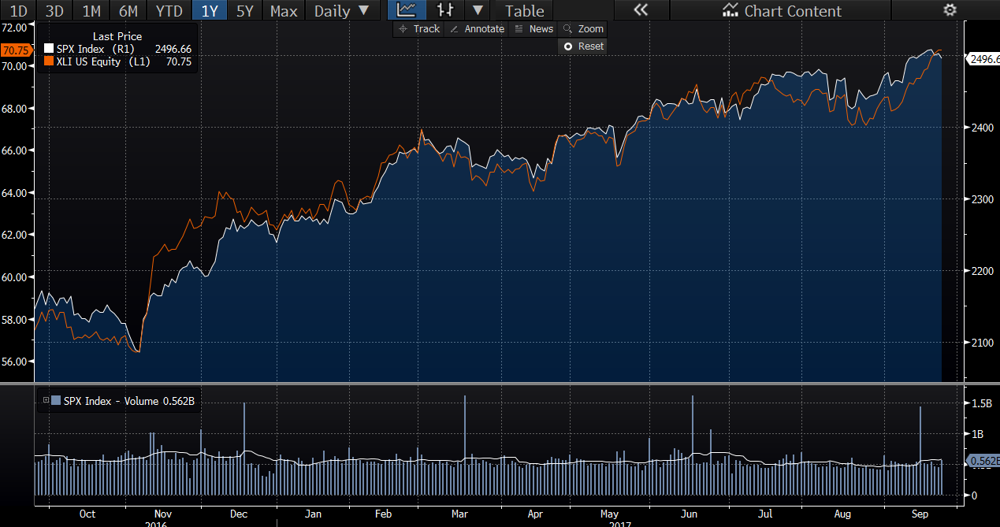 1D 3D 1M 6M YTD 1Y 5Y Max Daily ▼ ▼ Table « Chart Content
Track Annotate News Zoom
Reset
Last Price
SPX Index (R1) 2496.66
XLI US Equity (L1) 70.75
72.00
70.75
70.00
68.00
66.00
64.00
62.00
60.00
58.00
56.00
2496.6
2400
2300
2200
2100
SPX Index - Volume 0.562B
1.5B
1B
0.562B
0
Oct Nov Dec Jan Feb Mar Apr May Jun Jul Aug Sep
2016 2017